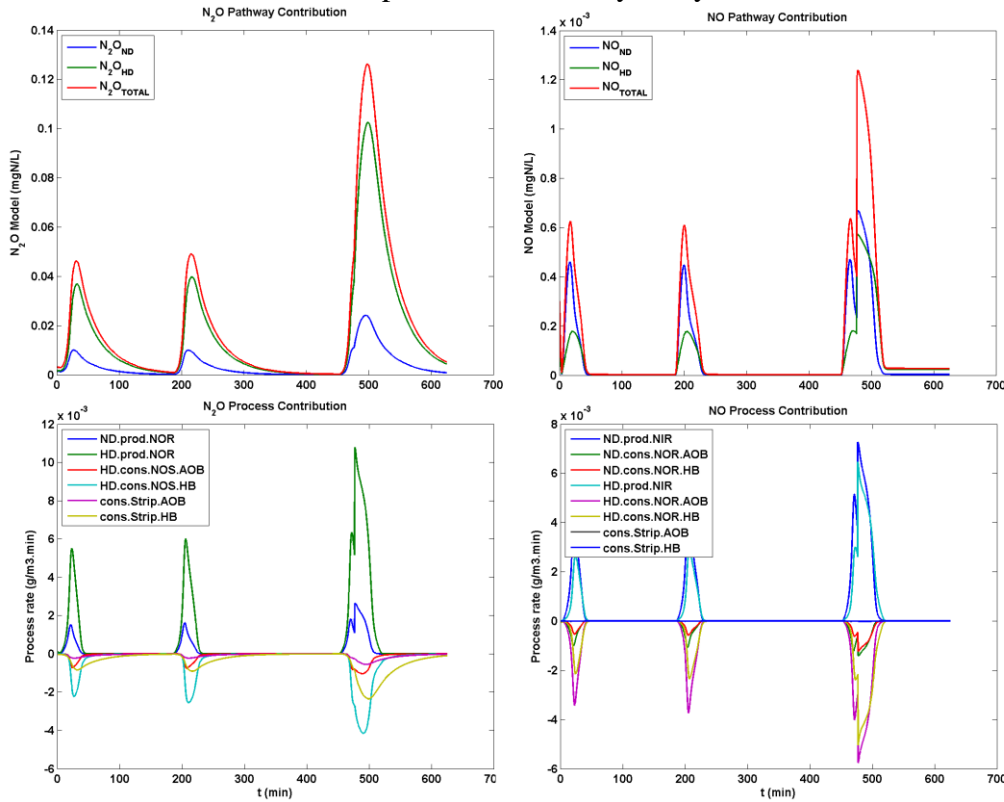 N₂O Pathway Contribution
0.14
0.12
0.1
0.08
0.06
0.04
0.02
0
N₂O Model (mgN/L)
N₂O_ND
N₂O_HD
N₂O_TOTAL
0 100 200 300 400 500 600 700
NO Pathway Contribution
x 10⁻³
1.4
1.2
1
0.8
0.6
0.4
0.2
0
NO Model (mgN/L)
NO_ND
NO_HD
NO_TOTAL
0 100 200 300 400 500 600 700
N₂O Process Contribution
x 10⁻³
12
10
8
6
4
2
0
-2
-4
-6
Process rate (g/m3.min)
ND.prod.NOR
HD.prod.NOR
HD.cons.NOS.AOB
HD.cons.NOS.HB
cons.Strip.AOB
cons.Strip.HB
0 100 200 300 400 500 600 70
t (min)
NO Process Contribution
x 10⁻³
8
6
4
2
0
-2
-4
-6
Process rate (g/m3.min)
ND.prod.NIR
ND.cons.NOR.AOB
ND.cons.NOR.HB
HD.prod.NIR
HD.cons.NOR.AOB
HD.cons.NOR.HB
cons.Strip.AOB
cons.Strip.HB
0 100 200 300 400 500 600 700
t (min)